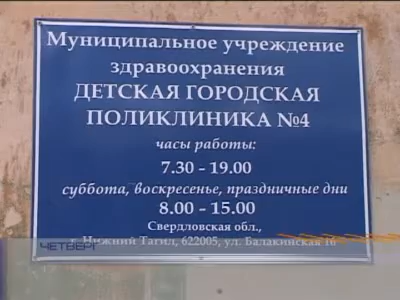 Муниципальное учреждение
здравоохранения
ДЕТСКАЯ ГОРОДСКАЯ
ПОЛИКЛИНИКА №4
часы работы:
7.30 - 19.00
суббота, воскресенье, праздничные дни
8.00 - 15.00
Свердловская обл.,
г. Нижний Тагил, 622005, ул. Балакинская 16
ЧЕТВЕРГ